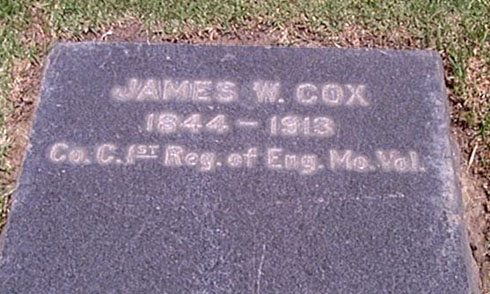 JAMES W. COX
1844 - 1913
Co. C. 1ST Reg. of Eng. Mo. Vol.